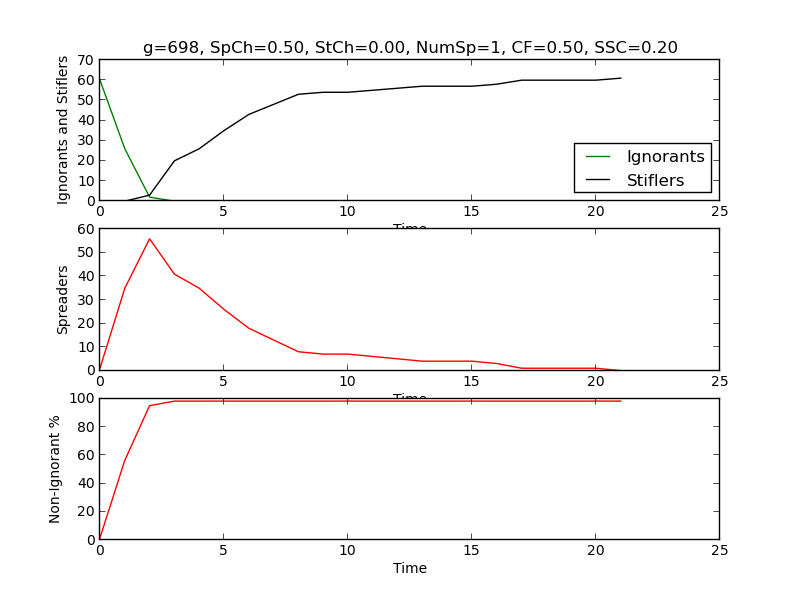 g=698, SpCh=0.50, StCh=0.00, NumSp=1, CF=0.50, SSC=0.20
Ignorants and Stiflers
70
60
50
40
30
20
10
0
Ignorants
Stiflers
0 5 10 15 20 25
Time
Spreaders
60
50
40
30
20
10
0
0 5 10 15 20 25
Time
Non-Ignorant %
100
80
60
40
20
0
0 5 10 15 20 25
Time